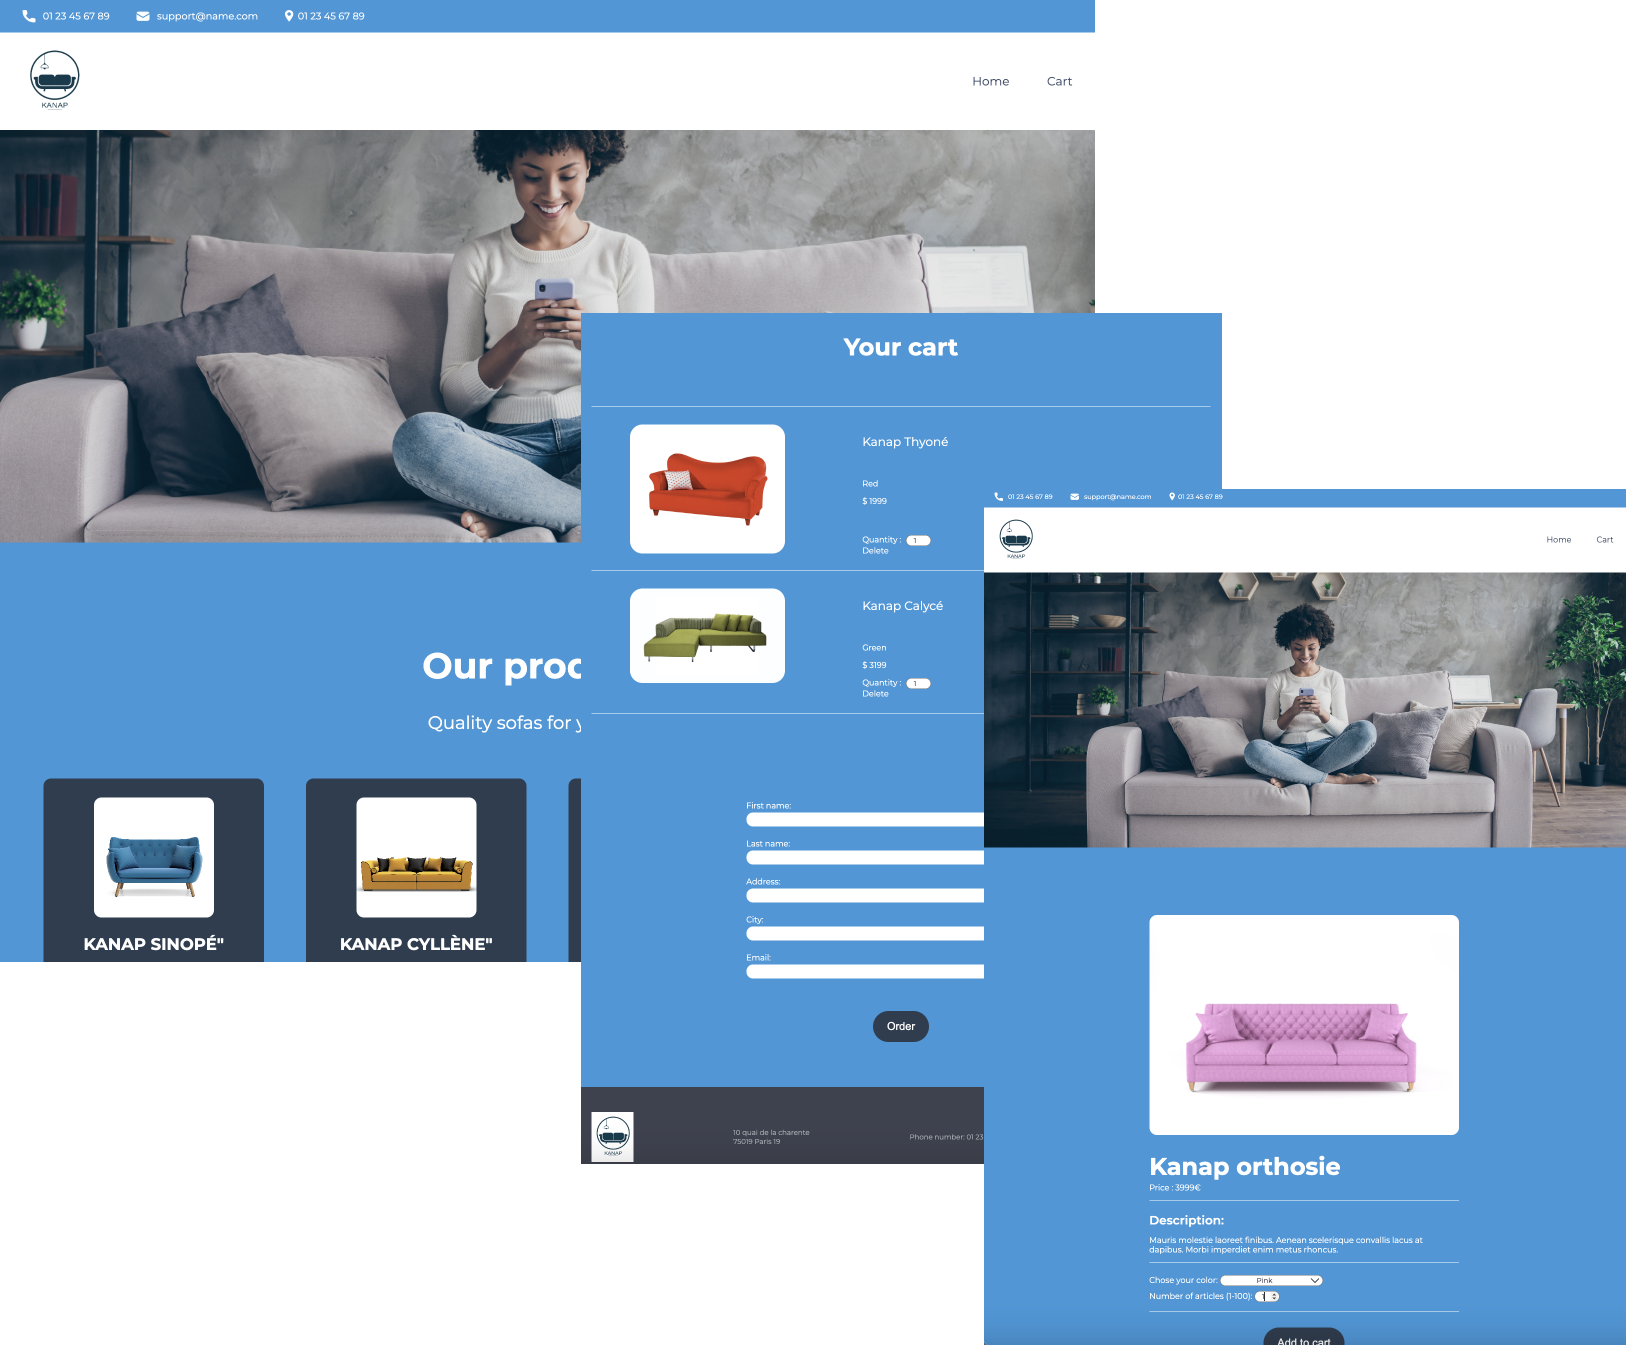 01 23 45 67 89 support@name.com 01 23 45 67 89
KANAP
Home Cart
Our
Quality sofas for
KANAP SINOPÉ"
KANAP CYLLÈNE"
Your cart
Kanap Thyoné
Red
$ 1999
Quantity : 1
Delete
Kanap Calycé
Green
$ 3199
Quantity : 1
Delete
First name:
Last name:
Address:
City:
Email:
Order
KANAP
10 quai de la charente
75019 Paris 19
Phone number: 01 23
01 23 45 67 89 support@name.com 01 23 45 67 89
KANAP
Home Cart
Kanap orthosie
Price : 3999€
Description:
Mauris molestie laoreet finibus. Aenean scelerisque convallis lacus at
dapibus. Morbi imperdiet enim metus rhoncus.
Chose your color: Pink
Number of articles (1-100): 1
Add to cart